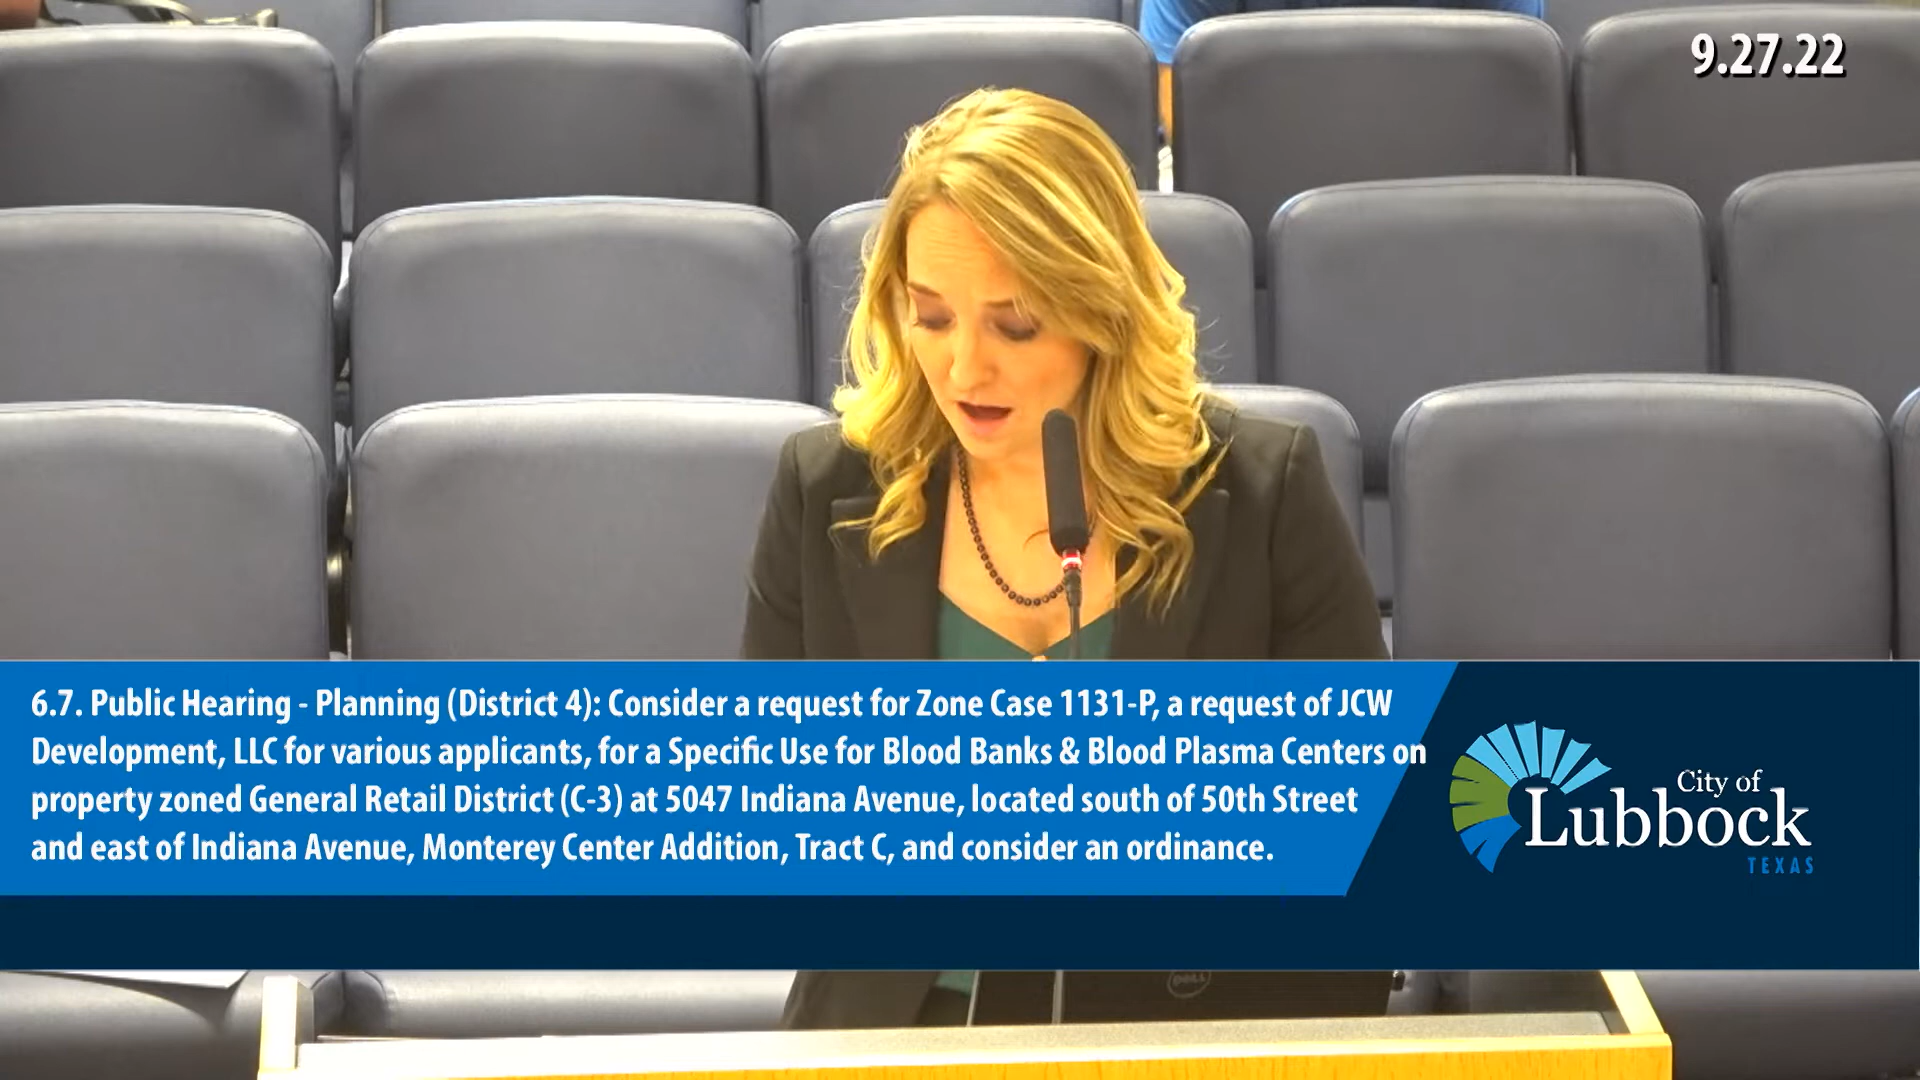 9.27.22
6.7. Public Hearing - Planning (District 4): Consider a request for Zone Case 1131-P, a request of JCW
Development, LLC for various applicants, for a Specific Use for Blood Banks & Blood Plasma Centers on
property zoned General Retail District (C-3) at 5047 Indiana Avenue, located south of 50th Street
and east of Indiana Avenue, Monterey Center Addition, Tract C, and consider an ordinance.
City of
Lubbock
TEXAS
DELL